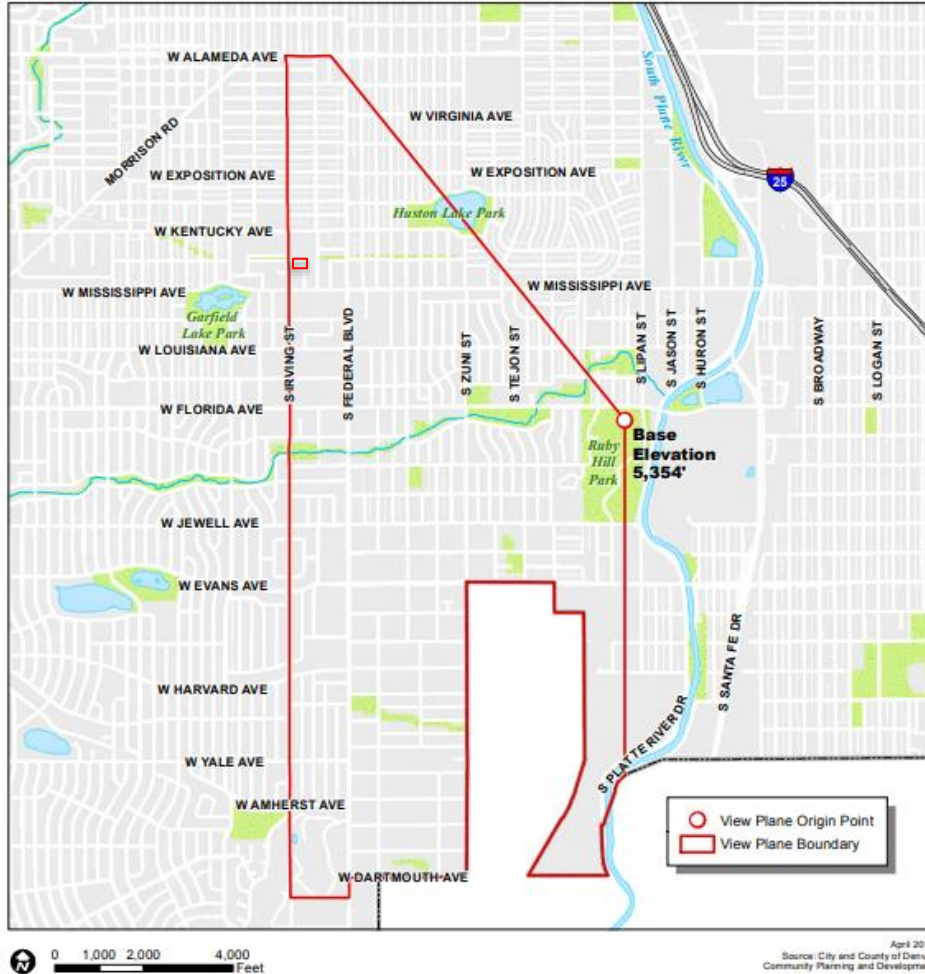 W ALAMEDA AVE
W VIRGINIA AVE
MORRISON RD
South Platte River
W EXPOSITION AVE
W EXPOSITION AVE
25
Huston Lake Park
W KENTUCKY AVE
W MISSISSIPPI AVE
W MISSISSIPPI AVE
Garfield
Lake Park
W LOUISIANA AVE
S IRVING ST
S FEDERAL BLVD
S ZUNI ST
S TEJON ST
S LIPAN ST
S JASON ST
S HURON ST
S BROADWAY
S LOGAN ST
W FLORIDA AVE
Base
Elevation
5,354'
Ruby
Hill
Park
W JEWELL AVE
W EVANS AVE
W HARVARD AVE
S SANTA FE DR
S PLATTE RIVER DR
W YALE AVE
W AMHERST AVE
W DARTMOUTH AVE
View Plane Origin Point
View Plane Boundary
N
0 1,000 2,000 4,000
Feet
April 20
Source: City and County of Denv
Community Planning and Developme